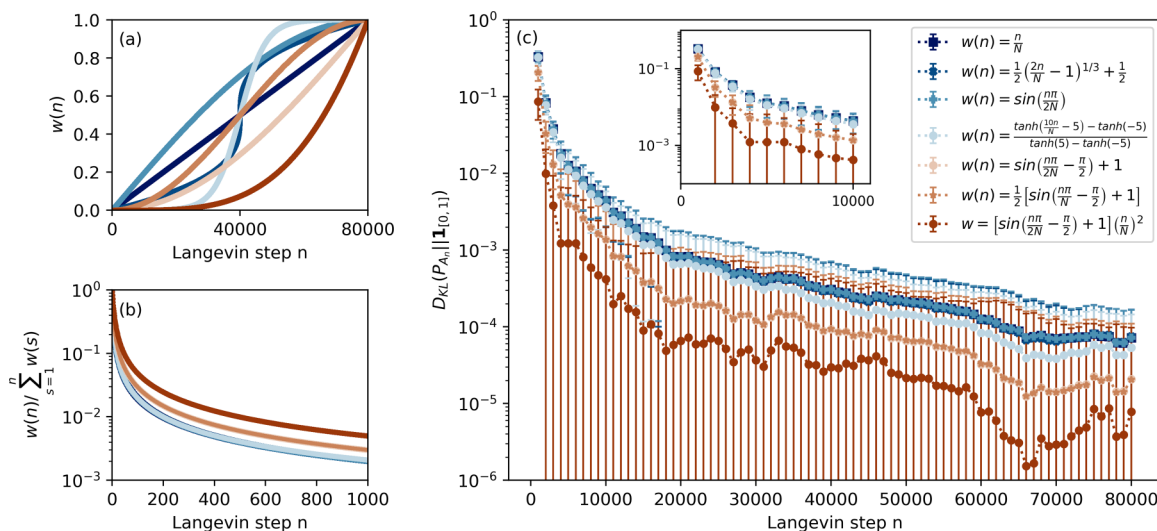 (a)
w(n)
1.0
0.8
0.6
0.4
0.2
0.0
0
40000
80000
Langevin step n
(b)
w(n)/ ∑ⁿₛ₌₁ w(s)
10⁰
10⁻¹
10⁻²
10⁻³
0 200 400 600 800 1000
Langevin step n
(c)
D_KL(P_{A_n}||𝟏_[0,1])
10⁰
10⁻¹
10⁻²
10⁻³
10⁻⁴
10⁻⁵
10⁻⁶
0 10000 20000 30000 40000 50000 60000 70000 80000
Langevin step n
10⁻¹
10⁻³
0 10000
w(n) = n/N
w(n) = 1/2 (2n/N − 1)^{1/3} + 1/2
w(n) = sin(nπ/2N)
w(n) = tanh(10n/N − 5) − tanh(−5) / tanh(5) − tanh(−5)
w(n) = sin(nπ/2N − π/2) + 1
w(n) = 1/2 [sin(nπ/N − π/2) + 1]
w = [sin(nπ/2N − π/2) + 1](n/N)²